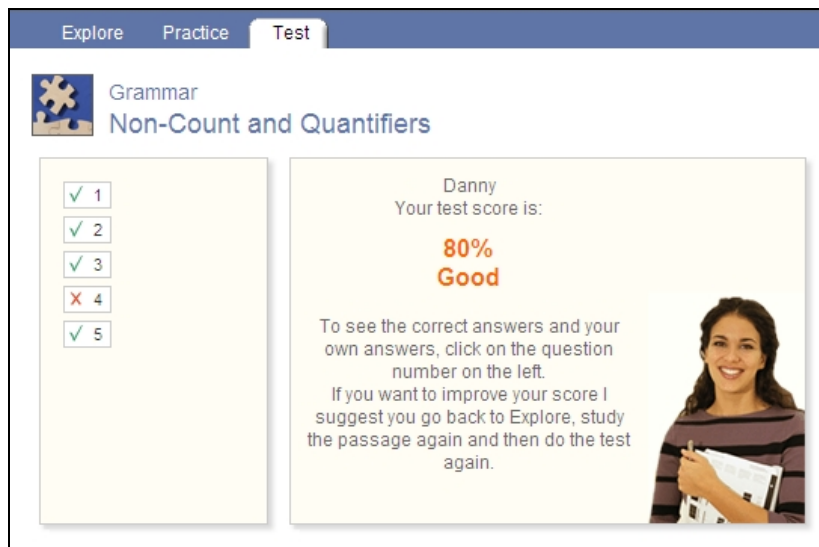 Explore Practice Test
Grammar
Non-Count and Quantifiers
√ 1
√ 2
√ 3
X 4
√ 5
Danny
Your test score is:
80%
Good
To see the correct answers and your
own answers, click on the question
number on the left.
If you want to improve your score I
suggest you go back to Explore, study
the passage again and then do the test
again.